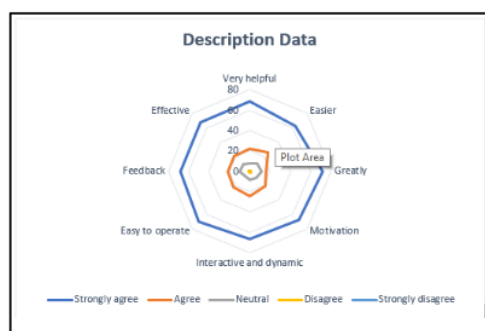 Description Data
Very helpful
80
Effective
60
Easier
40
20
Plot Area
Feedback
0
Greatly
Easy to operate
Motivation
Interactive and dynamic
Strongly agree
Agree
Neutral
Disagree
Strongly disagree